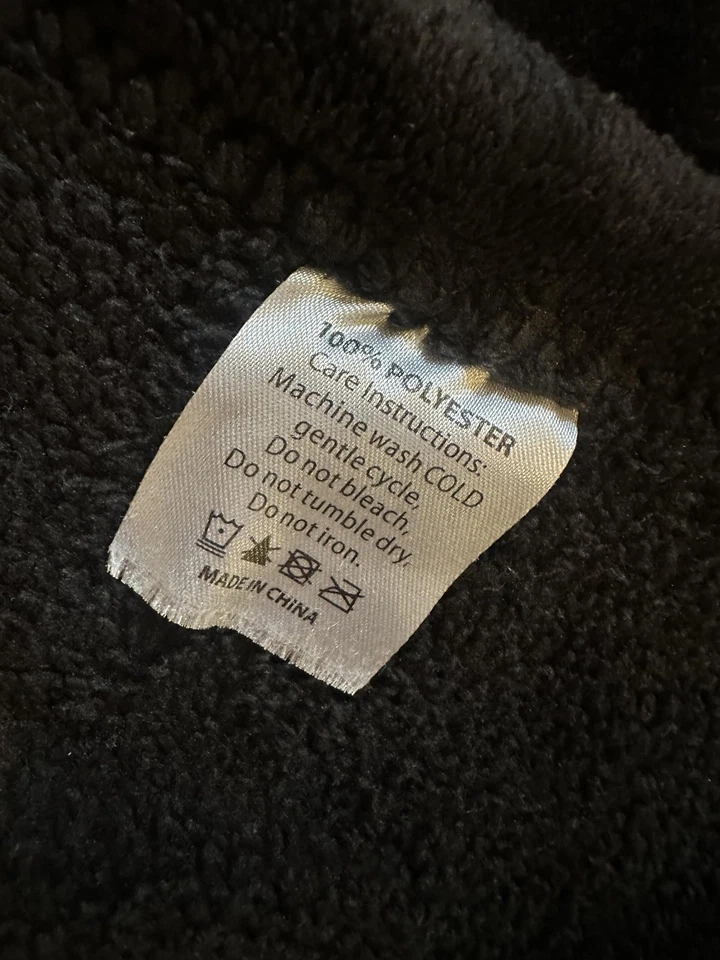 100% POLYESTER
Care Instructions:
Machine wash COLD
gentle cycle,
Do not bleach,
Do not tumble dry,
Do not iron.
MADE IN CHINA